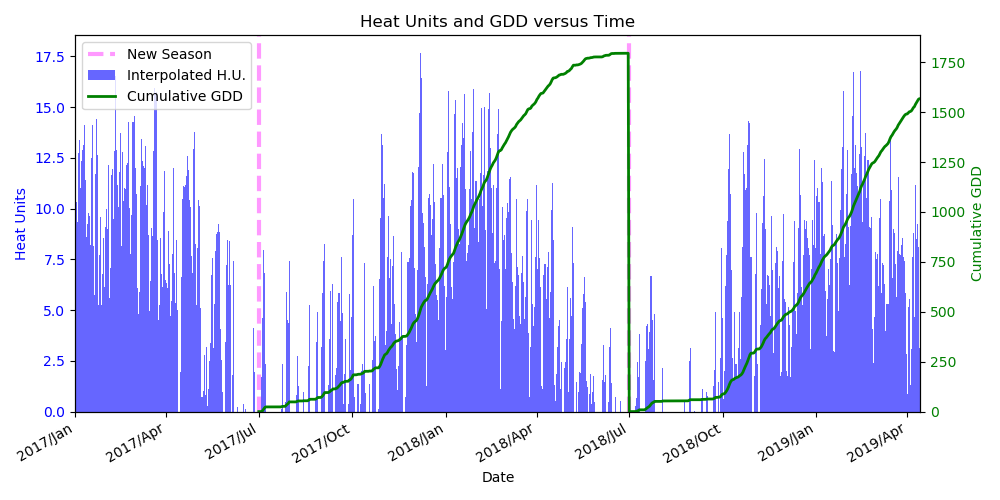 Heat Units and GDD versus Time
New Season
Interpolated H.U.
Cumulative GDD
17.5
15.0
12.5
10.0
7.5
5.0
2.5
0.0
Heat Units
1750
1500
1250
1000
750
500
250
0
Cumulative GDD
2017/Jan
2017/Apr
2017/Jul
2017/Oct
2018/Jan
2018/Apr
2018/Jul
2018/Oct
2019/Jan
2019/Apr
Date